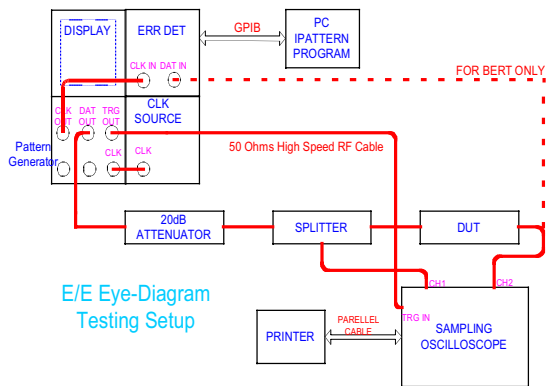 DISPLAY
ERR DET
GPIB
PC
IPATTERN
PROGRAM
CLK IN
DAT IN
FOR BERT ONLY
CLK
OUT
DAT
OUT
TRG
OUT
CLK
SOURCE
Pattern
Generator
CLK
CLK
50 Ohms High Speed RF Cable
20dB
ATTENUATOR
SPLITTER
DUT
E/E Eye-Diagram
Testing Setup
CH1
CH2
TRG IN
SAMPLING
OSCILLOSCOPE
PRINTER
PARELLEL
CABLE